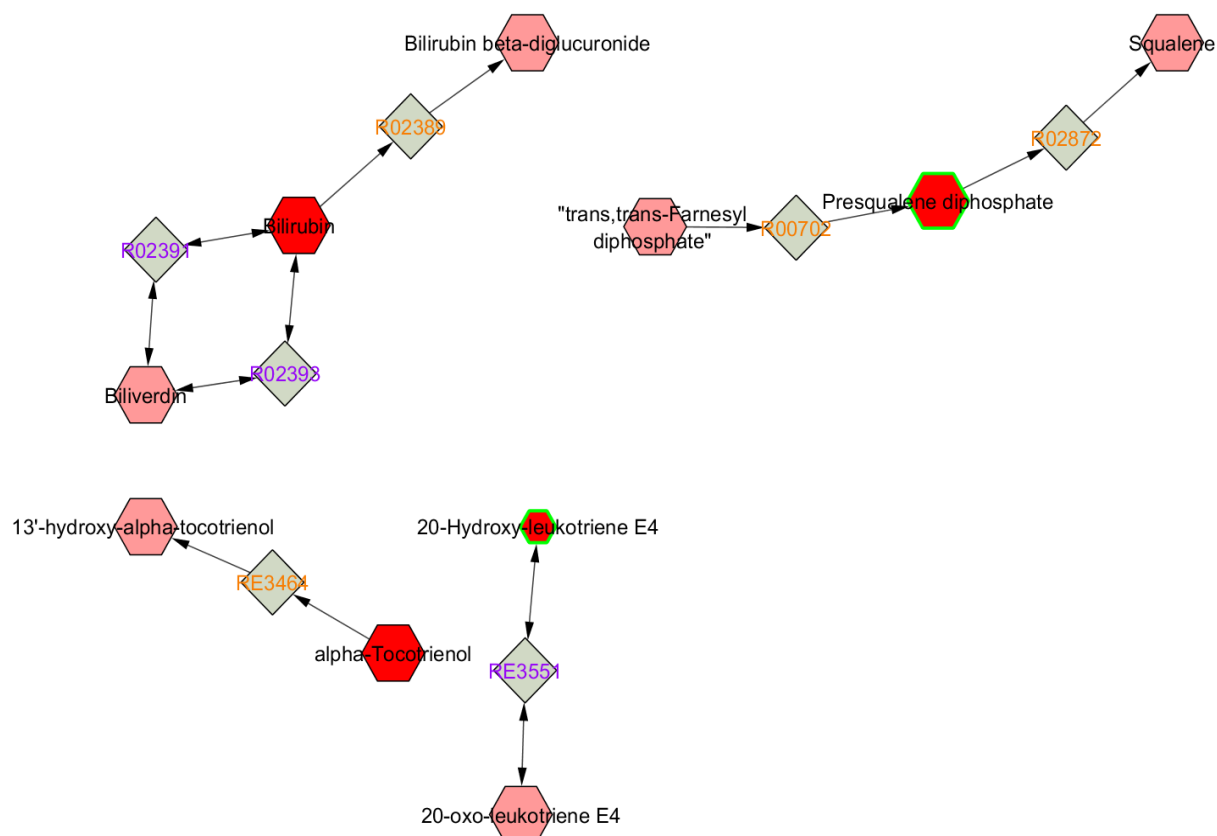 Bilirubin beta-diglucuronide
Squalene
R02389
R02872
Presqualene diphosphate
"trans,trans-Farnesyl
diphosphate"
R00702
Bilirubin
R02391
R02393
Biliverdin
13'-hydroxy-alpha-tocotrienol
20-Hydroxy-leukotriene E4
RE3464
alpha-Tocotrienol
RE3551
20-oxo-leukotriene E4